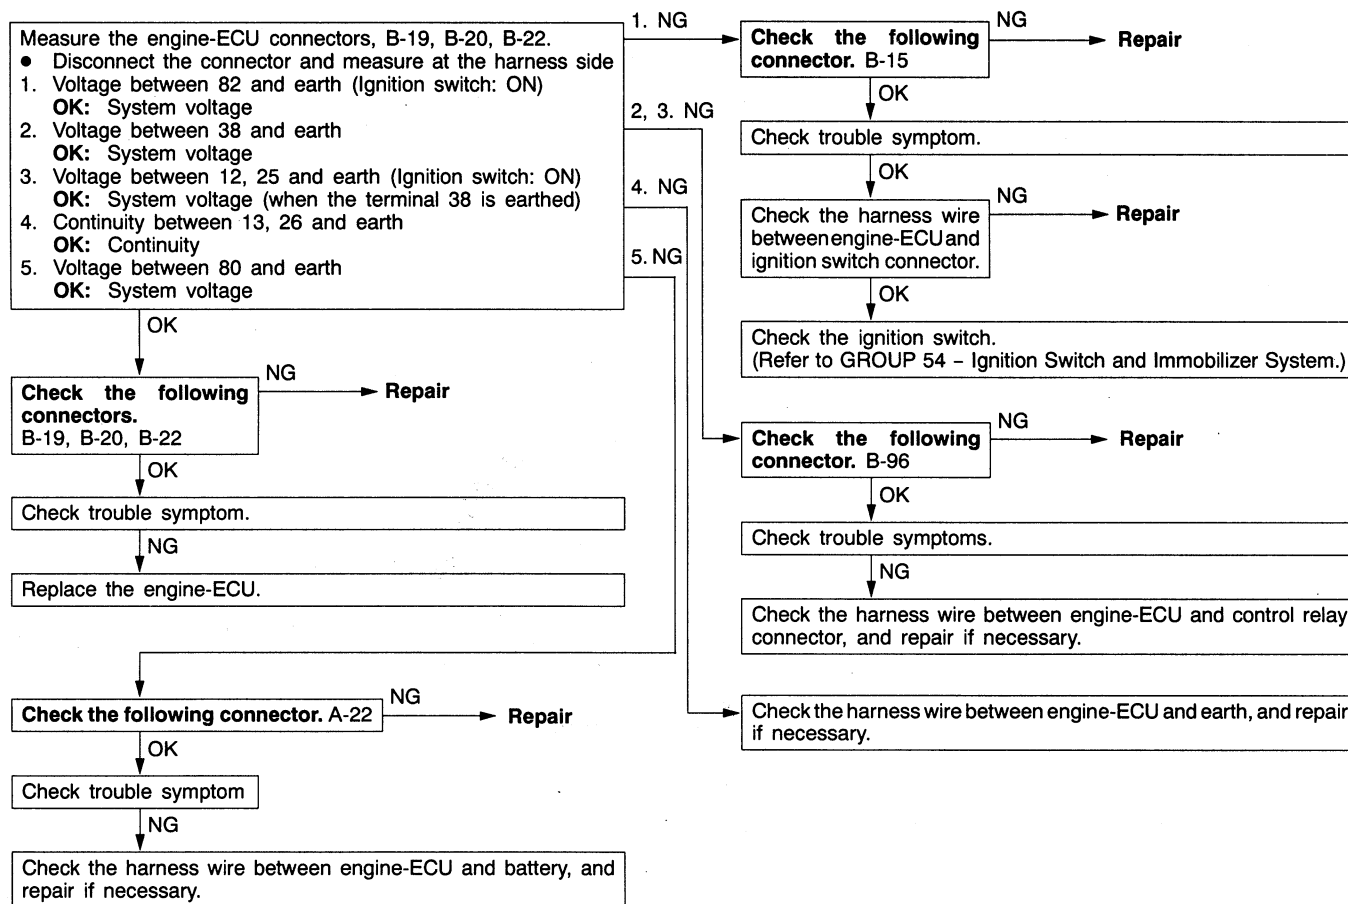 Measure the engine-ECU connectors, B-19, B-20, B-22.
● Disconnect the connector and measure at the harness side
1. Voltage between 82 and earth (Ignition switch: ON)
OK: System voltage
2. Voltage between 38 and earth
OK: System voltage
3. Voltage between 12, 25 and earth (Ignition switch: ON)
OK: System voltage (when the terminal 38 is earthed)
4. Continuity between 13, 26 and earth
OK: Continuity
5. Voltage between 80 and earth
OK: System voltage
OK
Check the following
connectors.
B-19, B-20, B-22
NG
Repair
OK
Check trouble symptom.
NG
Replace the engine-ECU.
1. NG
Check the following
connector. B-15
NG
Repair
OK
Check trouble symptom.
OK
Check the harness wire
between engine-ECU and
ignition switch connector.
NG
Repair
OK
Check the ignition switch.
(Refer to GROUP 54 – Ignition Switch and Immobilizer System.)
2, 3. NG
Check the following
connector. B-96
NG
Repair
OK
Check trouble symptoms.
NG
Check the harness wire between engine-ECU and control relay
connector, and repair if necessary.
4. NG
Check the harness wire between engine-ECU and earth, and repair
if necessary.
5. NG
Check the following connector. A-22
NG
Repair
OK
Check trouble symptom
NG
Check the harness wire between engine-ECU and battery, and
repair if necessary.